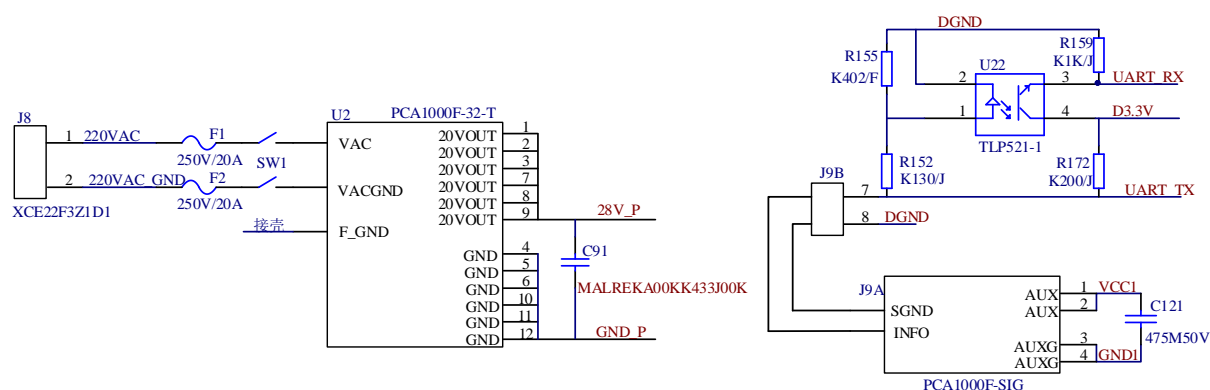 J8
1
220VAC
F1
250V/20A
SW1
2
220VAC_GND
F2
250V/20A
XCE22F3Z1D1
接壳
U2
PCA1000F-32-T
VAC
VACGND
F_GND
20VOUT 1
20VOUT 2
20VOUT 3
20VOUT 7
20VOUT 8
20VOUT 9
GND 4
GND 5
GND 6
GND 10
GND 11
GND 12
28V_P
C91
MALREKA00KK433J00K
GND_P
DGND
R155
K402/F
R159
K1K/J
U22
2
3
UART_RX
1
4
D3.3V
TLP521-1
R152
K130/J
R172
K200/J
J9B
7
UART_TX
8
DGND
J9A
SGND
INFO
AUX 1
AUX 2
AUXG 3
AUXG 4
VCC1
C121
475M50V
GND1
PCA1000F-SIG